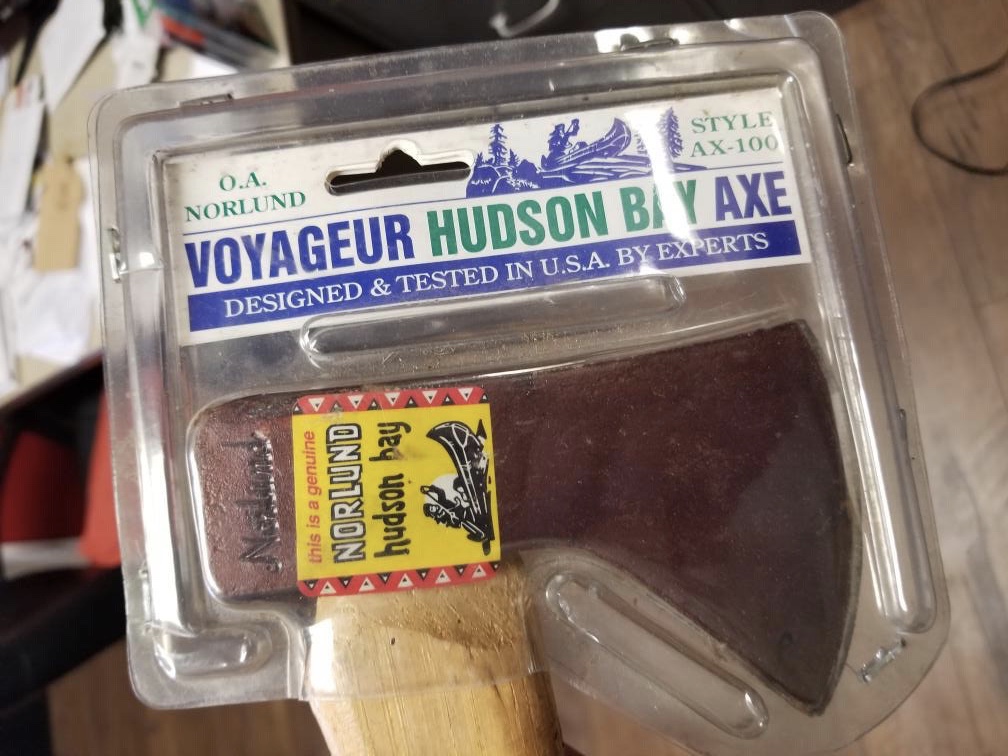 O.A.
NORLUND
STYLE
AX-100
VOYAGEUR HUDSON BAY AXE
DESIGNED & TESTED IN U.S.A. BY EXPERTS
Norlund
this is a genuine
NORLUND
hudson bay